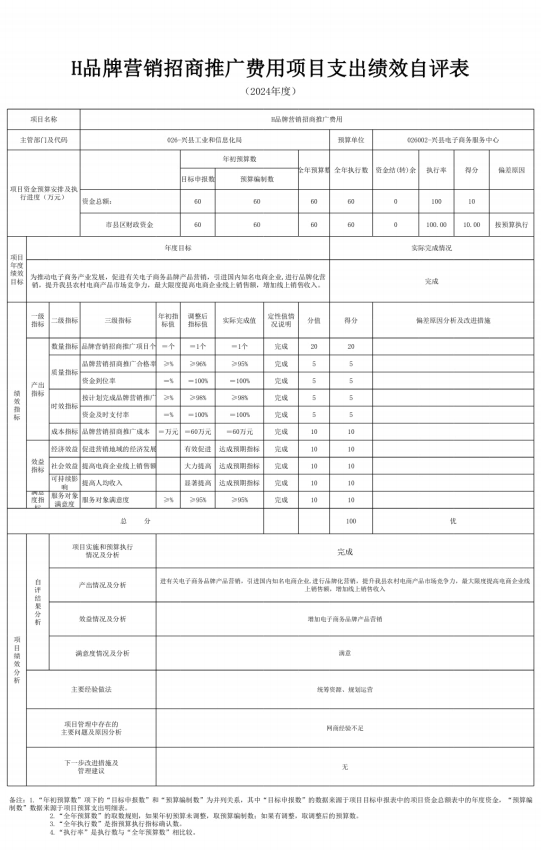 H品牌营销招商推广费用项目支出绩效自评表
（2024年度）
项目名称 H品牌营销招商推广费用
主管部门及代码 026-兴县工业和信息化局 预算单位 026002-兴县电子商务服务中心
项目资金预算安排及执行进度（万元） 年初预算数 全年预算数 全年执行数 资金结(转)余 执行率 得分 偏差原因
目标申报数 预算编制数
资金总额: 60 60 60 60 0 100 10
市县区财政资金 60 60 60 60 0 100.00 10.00 按预算执行
项目年度绩效目标 年度目标 实际完成情况
为推动电子商务产业发展，促进有关电子商务品牌产品营销，引进国内知名电商企业,进行品牌化营
销，提升我县农村电商产品市场竞争力，最大限度提高电商企业线上销售额，增加线上销售收入。 完成
绩效指标 一级指标 二级指标 三级指标 年初指标值 调整后指标值 实际完成值 定性值情况说明 分值 得分 偏差原因分析及改进措施
产出指标 数量指标 品牌营销招商推广项目个 ＝个 ＝1个 ＝1个 完成 20 20
质量指标 品牌营销招商推广合格率 ≥% ≥96% ≥95% 完成 5 5
资金到位率 ＝% ＝100% ＝100% 完成 5 5
时效指标 按计划完成品牌营销推广 ≥% ≥98% ≥98% 完成 5 5
资金及时支付率 ＝% ＝100% ＝100% 完成 5 5
成本指标 品牌营销招商推广成本 ＝万元 ＝60万元 ＝60万元 完成 10 10
效益指标 经济效益 促进营销地域的经济发展 有效促进 达成预期指标 完成 10 10
社会效益 提高电商企业线上销售额 大力提高 达成预期指标 完成 10 10
可持续影响 提高人均收入 显著提高 达成预期指标 完成 10 10
满意度指标 服务对象满意度 服务对象满意度 ≥% ≥95% ≥95% 完成 10 10
总 分 100 优
项目绩效分析 自评结果分析 项目实施和预算执行
情况及分析 完成
产出情况及分析 进有关电子商务品牌产品营销，引进国内知名电商企业,进行品牌化营销，提升我县农村电商产品市场竞争力，最大限度提高电商企业线
上销售额，增加线上销售收入
效益情况及分析 增加电子商务品牌产品营销
满意度情况及分析 满意
主要经验做法 统筹资源、规划运营
项目管理中存在的
主要问题及原因分析 网商经验不足
下一步改进措施及
管理建议 无
备注：1.“年初预算数”项下的“目标申报数”和“预算编制数”为并列关系，其中“目标申报数”的数据来源于项目目标申报表中的项目资金总额表中的年度资金，“预算编
制数”数据来源于项目预算支出明细表。
2.“全年预算数”的取数规则，如果年初预算未调整，取预算编制数；如果有调整，取调整后的预算数。
3.“全年执行数”是指预算执行指标确认数。
4.“执行率”是执行数与“全年预算数”相比较。